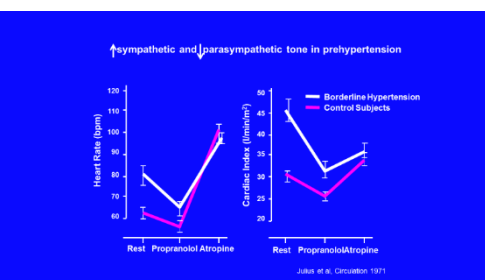 ↑sympathetic and↓parasympathetic tone in prehypertension
Heart Rate (bpm)
120
110
100
90
80
70
60
Rest Propranolol Atropine
Cardiac Index (l/min/m²)
50
45
40
35
30
25
20
Rest PropranololAtropine
Borderline Hypertension
Control Subjects
Julius et al, Circulation 1971